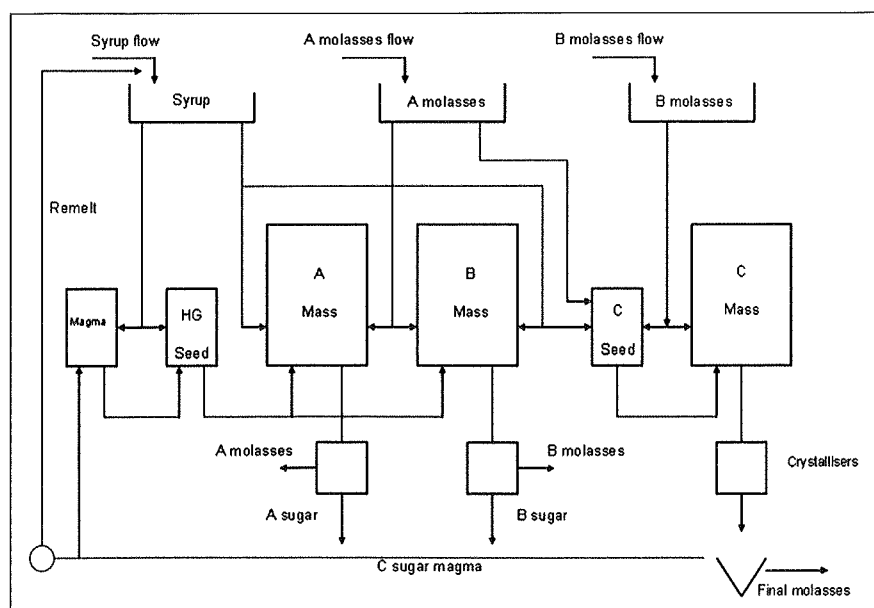 Syrup flow
A molasses flow
B molasses flow
Syrup
A molasses
B molasses
Remelt
A
Mass
B
Mass
C
Mass
Magma
HG
Seed
C
Seed
A molasses
B molasses
Crystallisers
A sugar
B sugar
C sugar magma
Final molasses